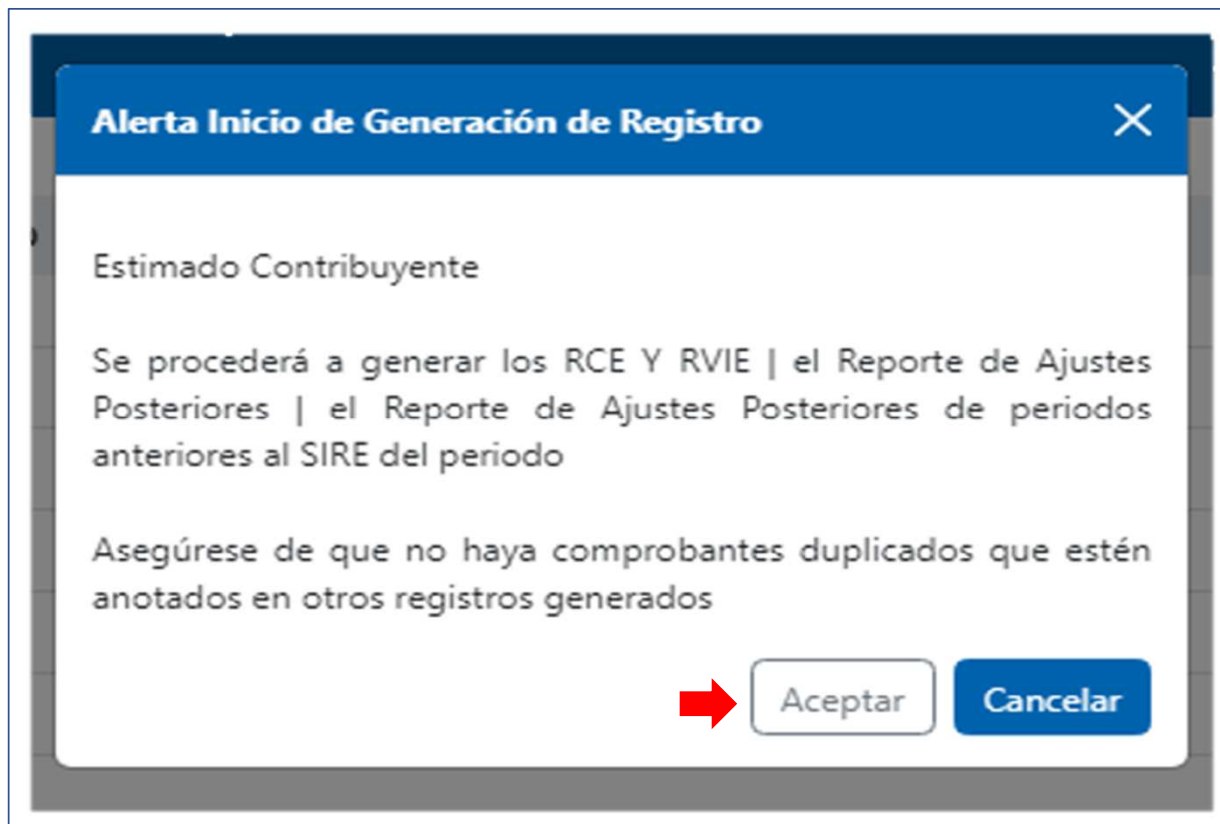 Alerta Inicio de Generación de Registro
Estimado Contribuyente
Se procederá a generar los RCE Y RVIE | el Reporte de Ajustes
Posteriores | el Reporte de Ajustes Posteriores de periodos
anteriores al SIRE del periodo
Asegúrese de que no haya comprobantes duplicados que estén
anotados en otros registros generados
Aceptar Cancelar